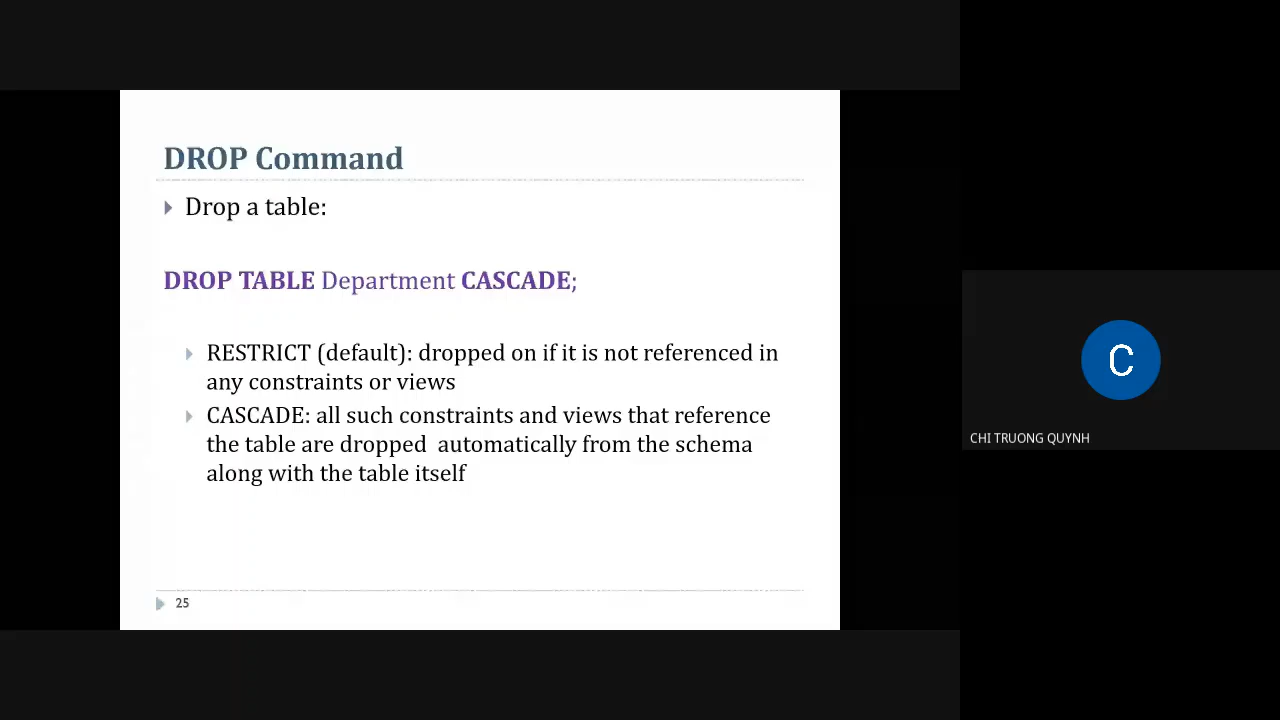 DROP Command
Drop a table:
DROP TABLE Department CASCADE;
RESTRICT (default): dropped on if it is not referenced in
any constraints or views
CASCADE: all such constraints and views that reference
the table are dropped automatically from the schema
along with the table itself
25
C
CHI TRUONG QUYNH